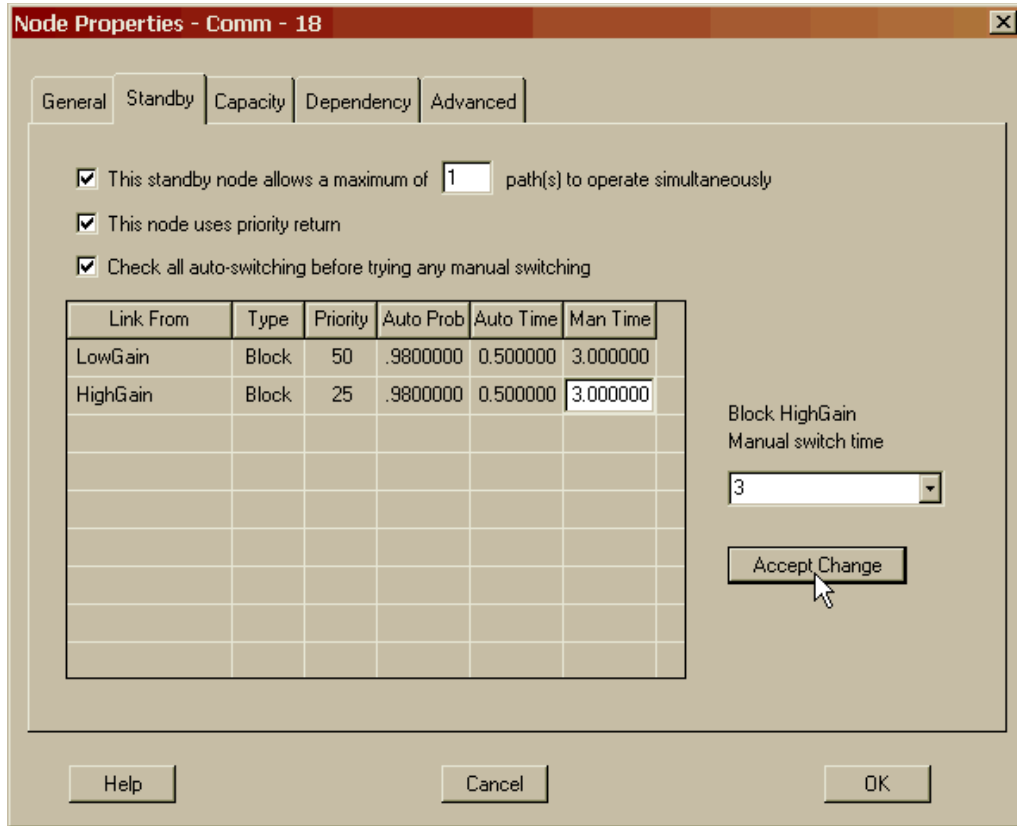 Node Properties - Comm - 18
General Standby Capacity Dependency Advanced
This standby node allows a maximum of 1 path(s) to operate simultaneously
This node uses priority return
Check all auto-switching before trying any manual switching
Link From Type Priority Auto Prob Auto Time Man Time
LowGain Block 50 .9800000 0.500000 3.000000
HighGain Block 25 .9800000 0.500000 3.000000
Block HighGain
Manual switch time
3
Accept Change
Help Cancel OK